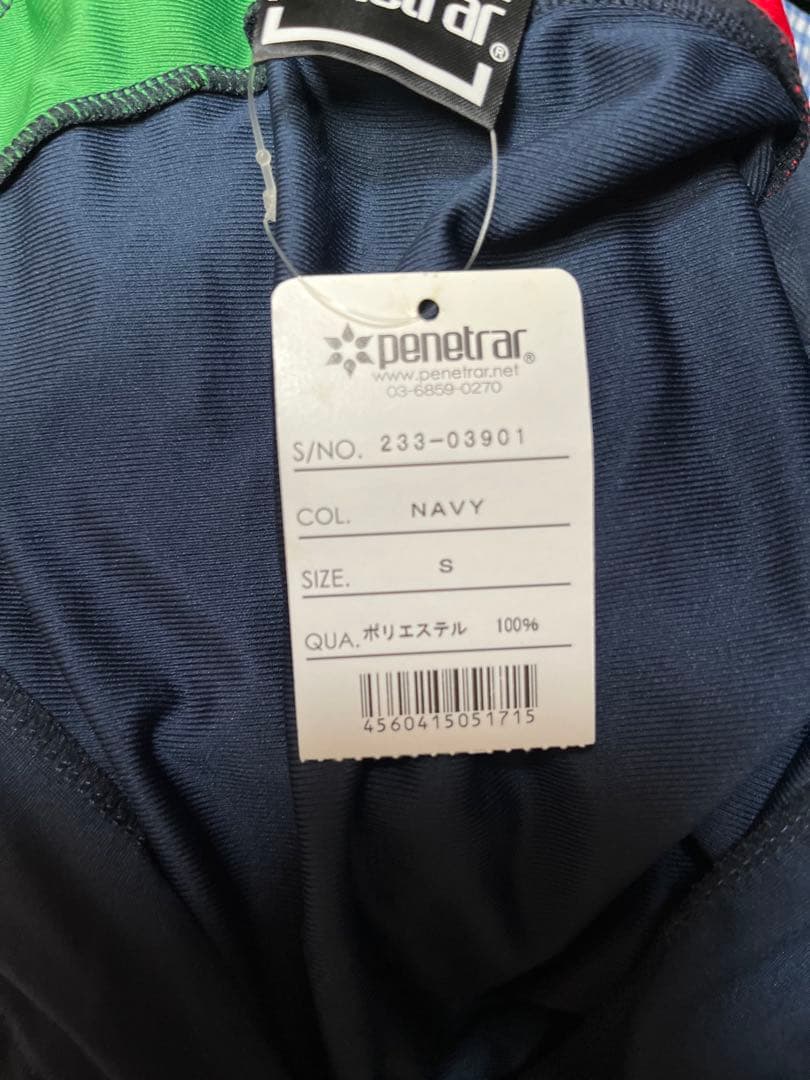 penetrar®
www.penetrar.net
03-6859-0270
S/NO. 233-03901
COL. NAVY
SIZE. S
QUA. ポリエステル 100%
4560415051715